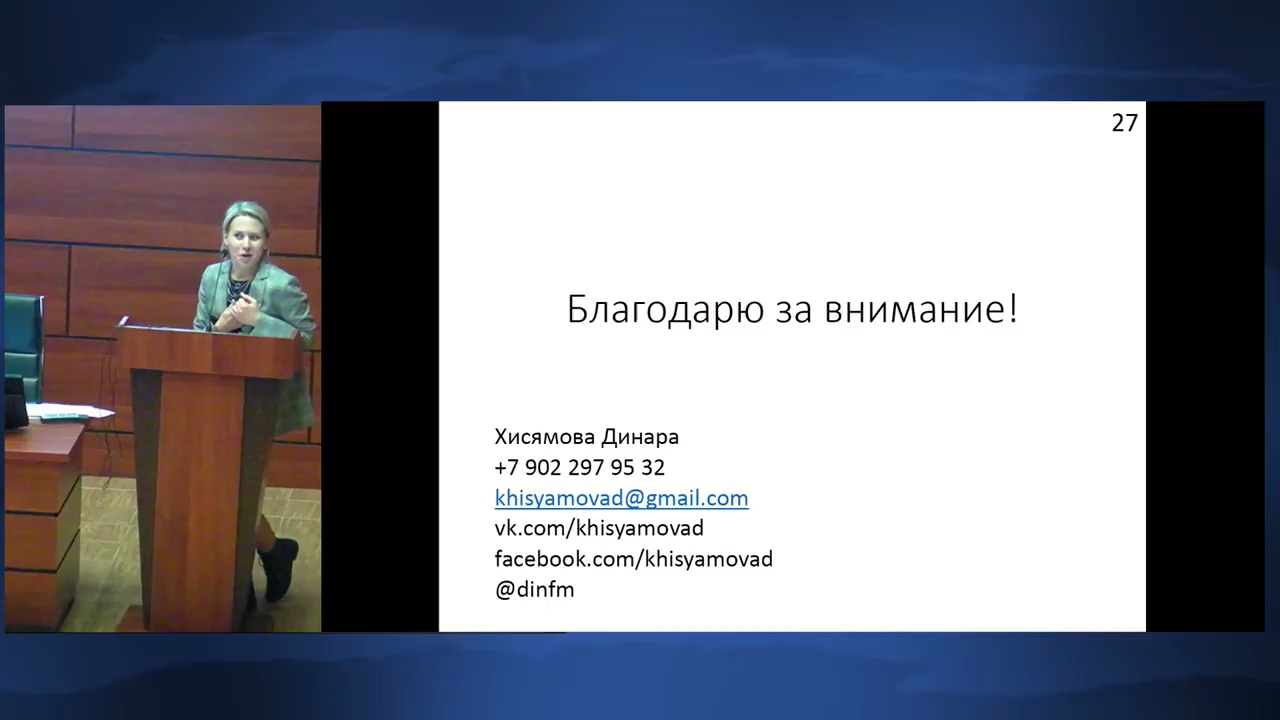 27
Благодарю за внимание!
Хисямова Динара
+7 902 297 95 32
khisyamovad@gmail.com
vk.com/khisyamovad
facebook.com/khisyamovad
@dinfm